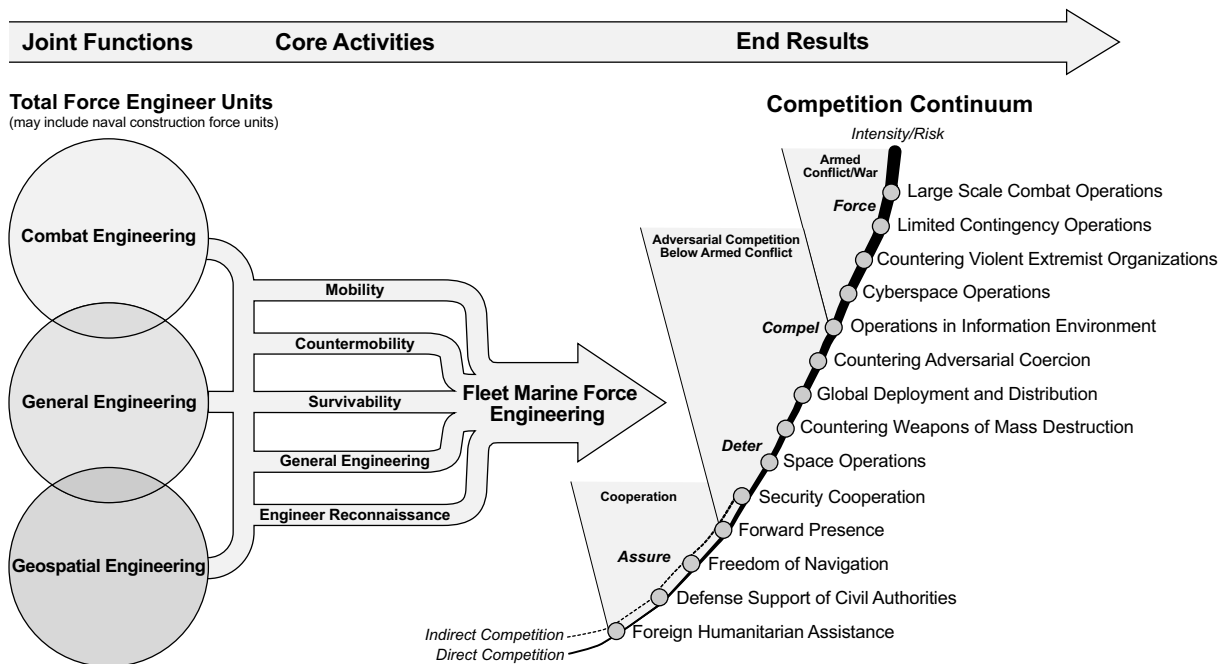 Joint Functions
Core Activities
End Results
Total Force Engineer Units
(may include naval construction force units)
Combat Engineering
General Engineering
Geospatial Engineering
Mobility
Countermobility
Survivability
General Engineering
Engineer Reconnaissance
Fleet Marine Force
Engineering
Competition Continuum
Intensity/Risk
Armed
Conflict/War
Force
Adversarial Competition
Below Armed Conflict
Compel
Deter
Cooperation
Assure
Large Scale Combat Operations
Limited Contingency Operations
Countering Violent Extremist Organizations
Cyberspace Operations
Operations in Information Environment
Countering Adversarial Coercion
Global Deployment and Distribution
Countering Weapons of Mass Destruction
Space Operations
Security Cooperation
Forward Presence
Freedom of Navigation
Defense Support of Civil Authorities
Foreign Humanitarian Assistance
Indirect Competition
Direct Competition